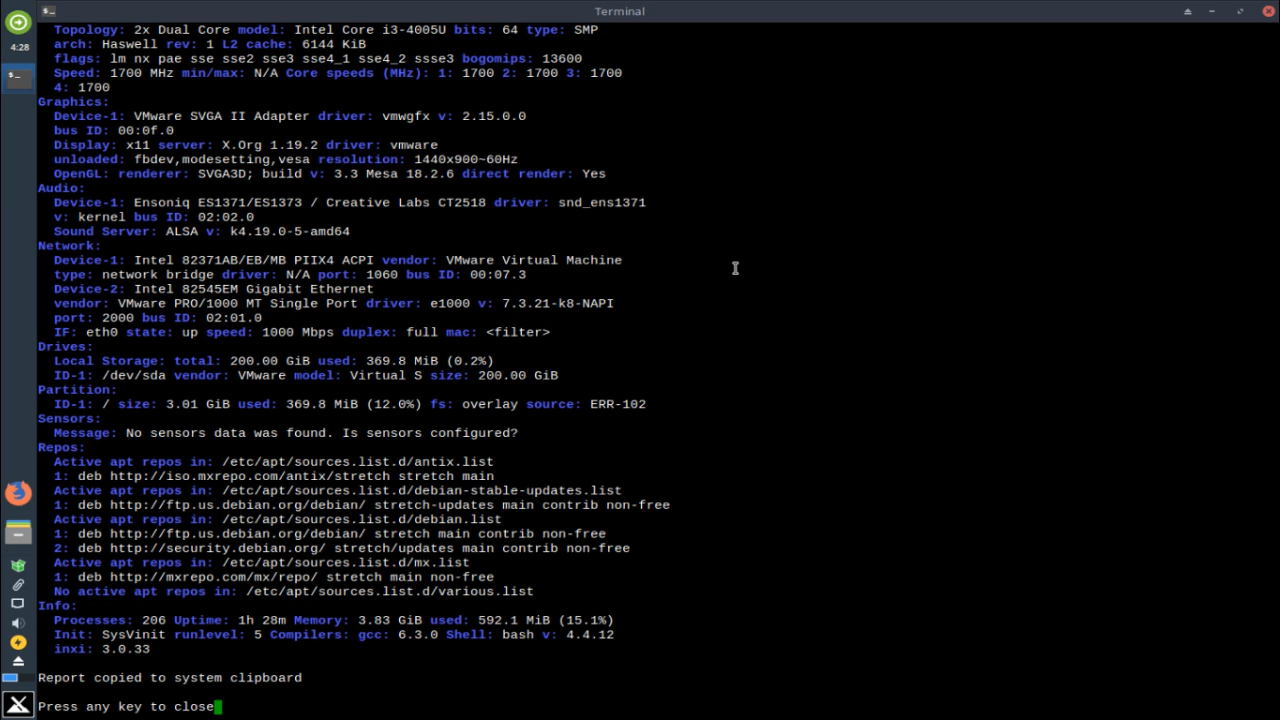 Terminal
4:28
Topology: 2x Dual Core model: Intel Core i3-4005U bits: 64 type: SMP
arch: Haswell rev: 1 L2 cache: 6144 KiB
flags: lm nx pae sse sse2 sse3 sse4_1 sse4_2 ssse3 bogomips: 13600
Speed: 1700 MHz min/max: N/A Core speeds (MHz): 1: 1700 2: 1700 3: 1700
4: 1700
Graphics:
Device-1: VMware SVGA II Adapter driver: vmwgfx v: 2.15.0.0
bus ID: 00:0f.0
Display: x11 server: X.Org 1.19.2 driver: vmware
unloaded: fbdev,modesetting,vesa resolution: 1440x900~60Hz
OpenGL: renderer: SVGA3D; build v: 3.3 Mesa 18.2.6 direct render: Yes
Audio:
Device-1: Ensoniq ES1371/ES1373 / Creative Labs CT2518 driver: snd_ens1371
v: kernel bus ID: 02:02.0
Sound Server: ALSA v: k4.19.0-5-amd64
Network:
Device-1: Intel 82371AB/EB/MB PIIX4 ACPI vendor: VMware Virtual Machine
type: network bridge driver: N/A port: 1060 bus ID: 00:07.3
Device-2: Intel 82545EM Gigabit Ethernet
vendor: VMware PRO/1000 MT Single Port driver: e1000 v: 7.3.21-k8-NAPI
port: 2000 bus ID: 02:01.0
IF: eth0 state: up speed: 1000 Mbps duplex: full mac: <filter>
Drives:
Local Storage: total: 200.00 GiB used: 369.8 MiB (0.2%)
ID-1: /dev/sda vendor: VMware model: Virtual S size: 200.00 GiB
Partition:
ID-1: / size: 3.01 GiB used: 369.8 MiB (12.0%) fs: overlay source: ERR-102
Sensors:
Message: No sensors data was found. Is sensors configured?
Repos:
Active apt repos in: /etc/apt/sources.list.d/antix.list
1: deb http://iso.mxrepo.com/antix/stretch stretch main
Active apt repos in: /etc/apt/sources.list.d/debian-stable-updates.list
1: deb http://ftp.us.debian.org/debian/ stretch-updates main contrib non-free
Active apt repos in: /etc/apt/sources.list.d/debian.list
1: deb http://ftp.us.debian.org/debian/ stretch main contrib non-free
2: deb http://security.debian.org/ stretch/updates main contrib non-free
Active apt repos in: /etc/apt/sources.list.d/mx.list
1: deb http://mxrepo.com/mx/repo/ stretch main non-free
No active apt repos in: /etc/apt/sources.list.d/various.list
Info:
Processes: 206 Uptime: 1h 28m Memory: 3.83 GiB used: 592.1 MiB (15.1%)
Init: SysVinit runlevel: 5 Compilers: gcc: 6.3.0 Shell: bash v: 4.4.12
inxi: 3.0.33
Report copied to system clipboard
Press any key to close